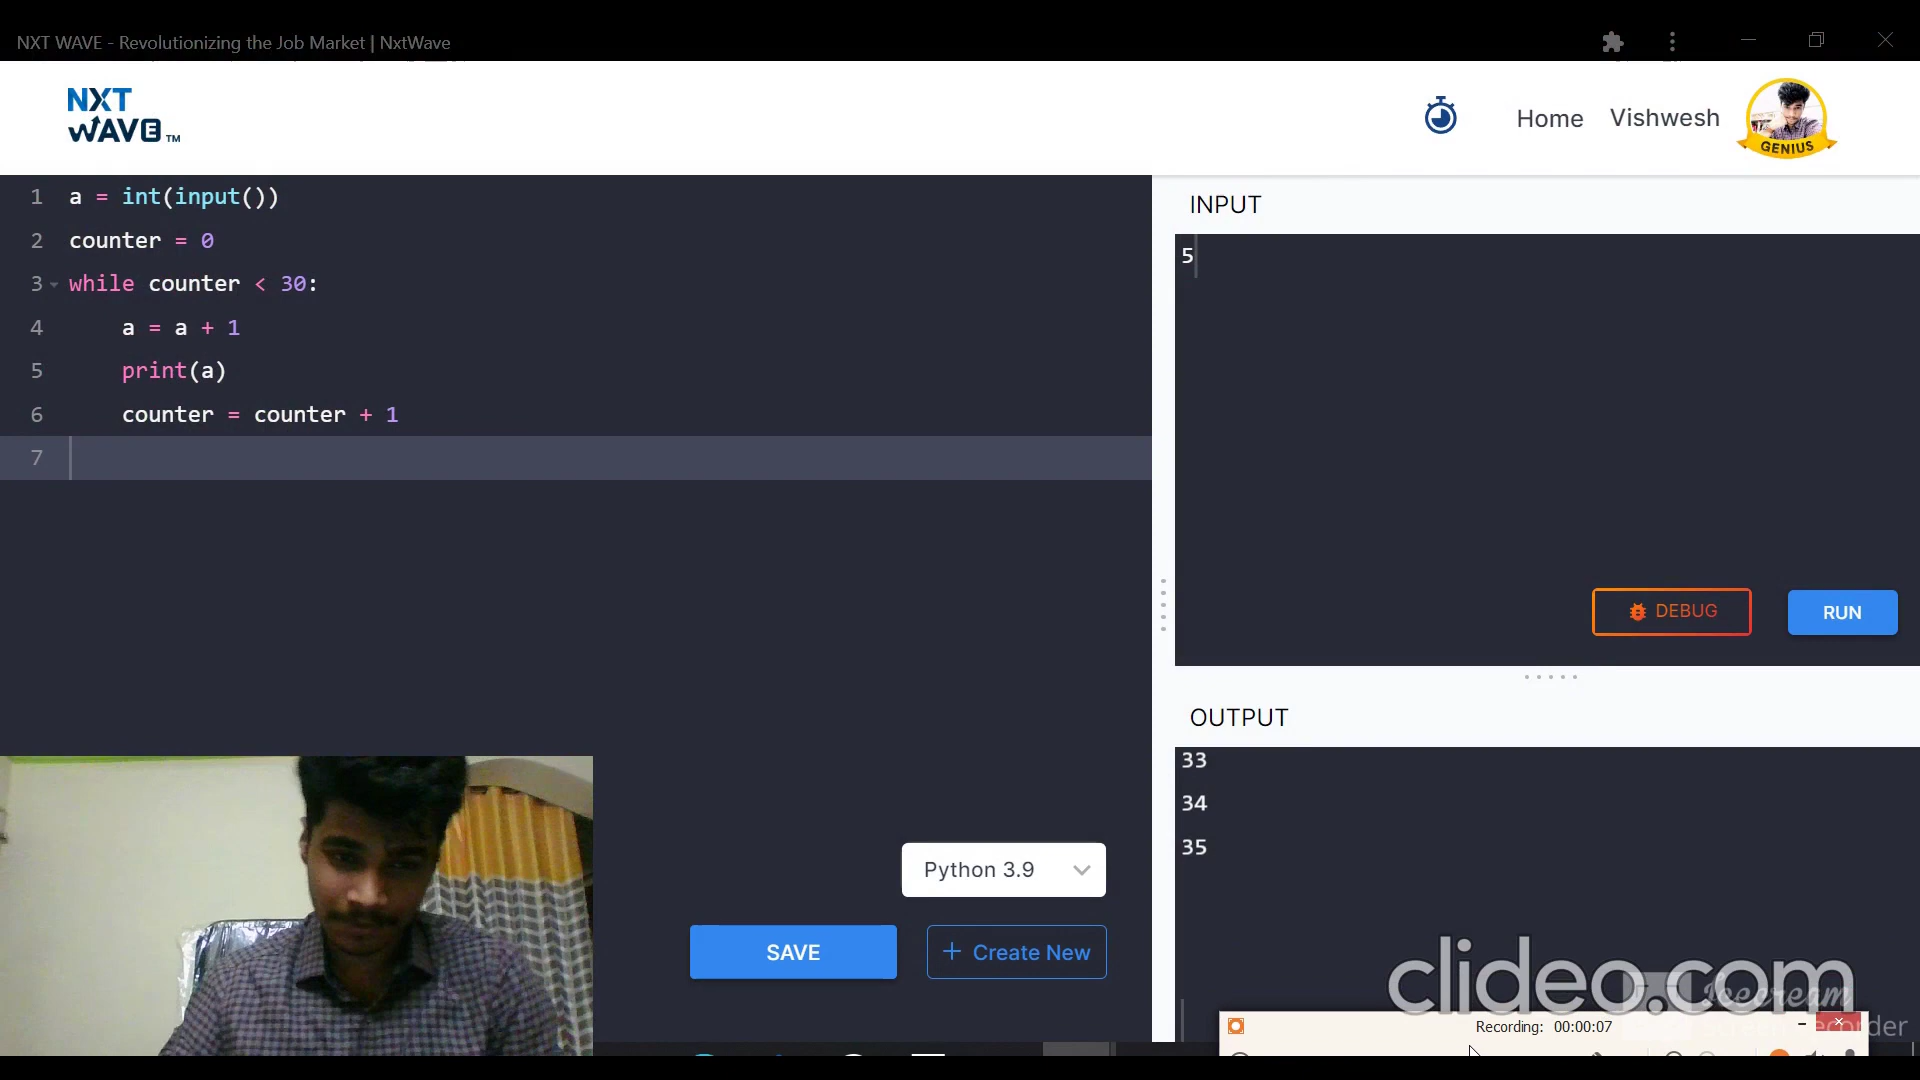 NXT WAVE - Revolutionizing the Job Market | NxtWave
NXT
WAVE TM
Home Vishwesh
GENIUS
1 a = int(input())
2 counter = 0
3 while counter < 30:
4 a = a + 1
5 print(a)
6 counter = counter + 1
7
INPUT
5
DEBUG
RUN
OUTPUT
33
34
35
Python 3.9
SAVE
+ Create New
clideo.com
Icecream
Recording: 00:00:07